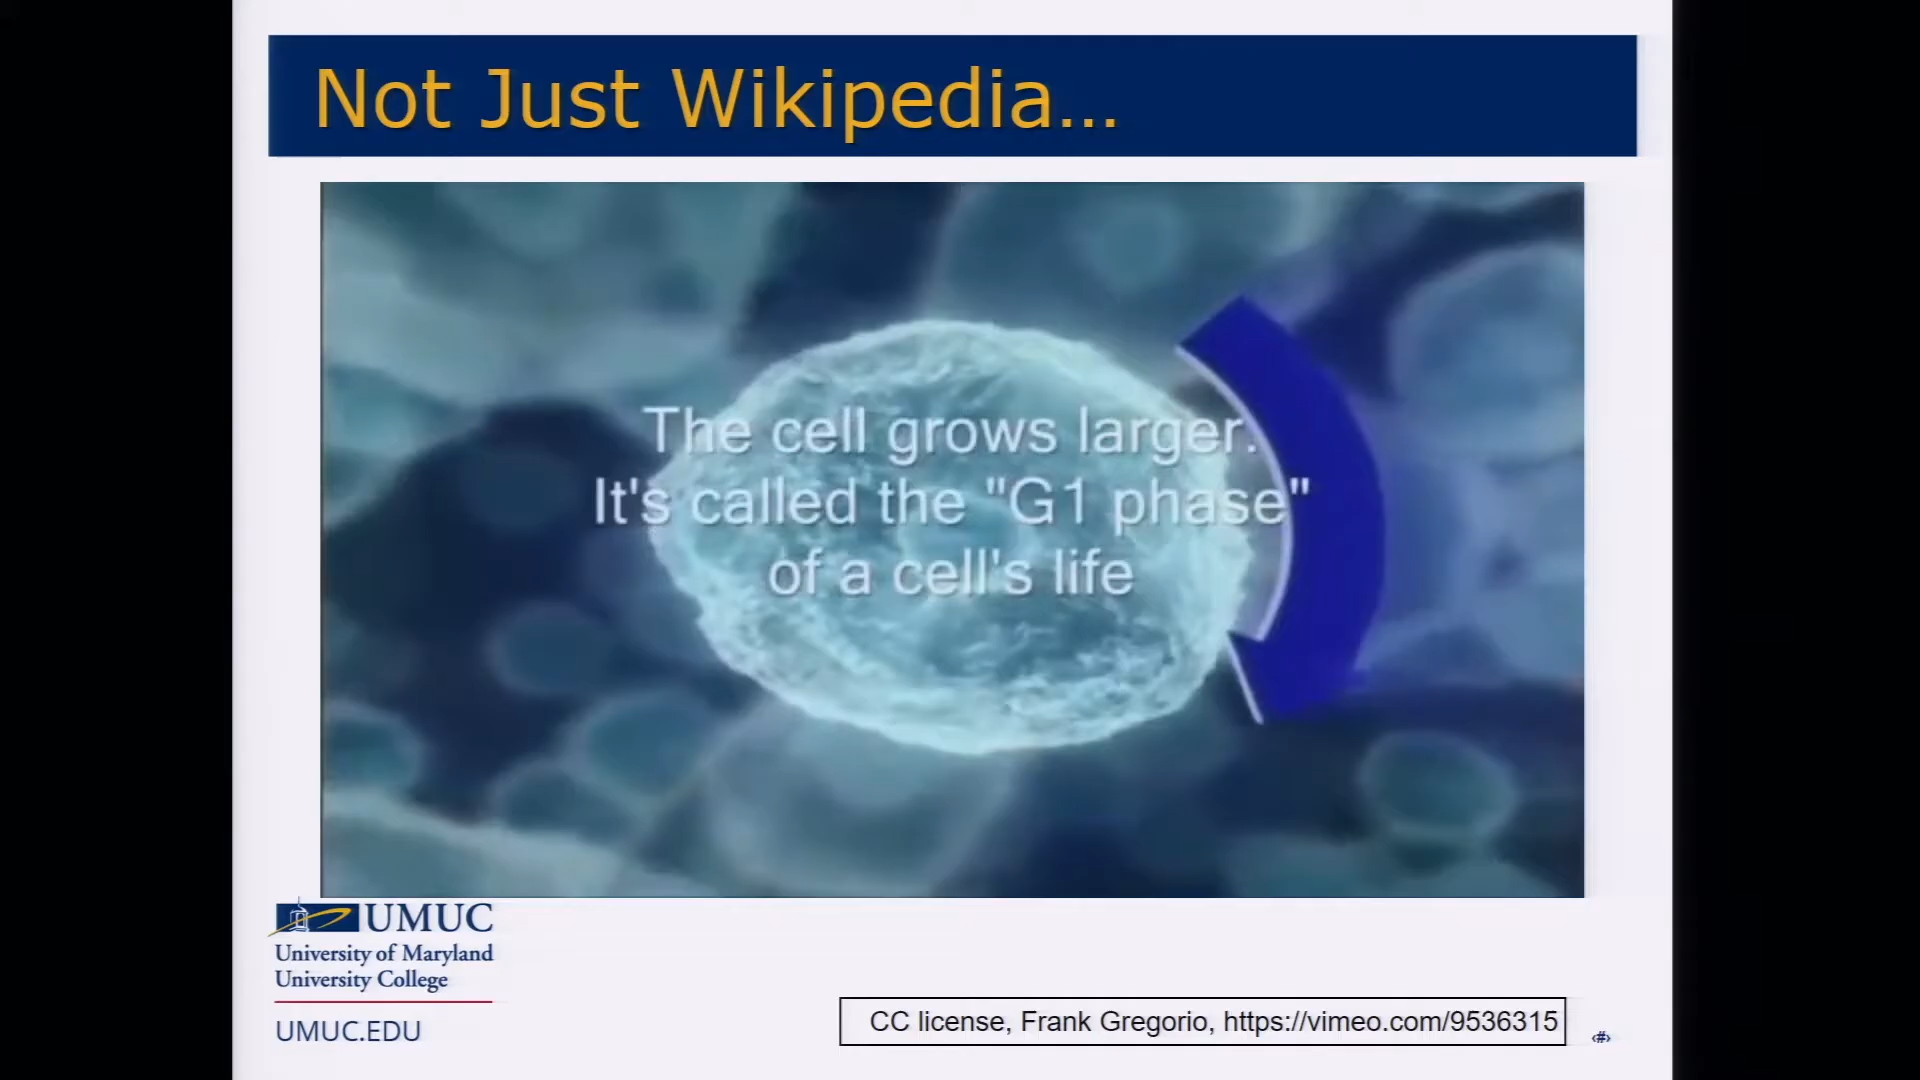 Not Just Wikipedia...
The cell grows larger.
It's called the "G1 phase"
of a cell's life
UMUC
University of Maryland
University College
UMUC.EDU
CC license, Frank Gregorio, https://vimeo.com/9536315
‹#›